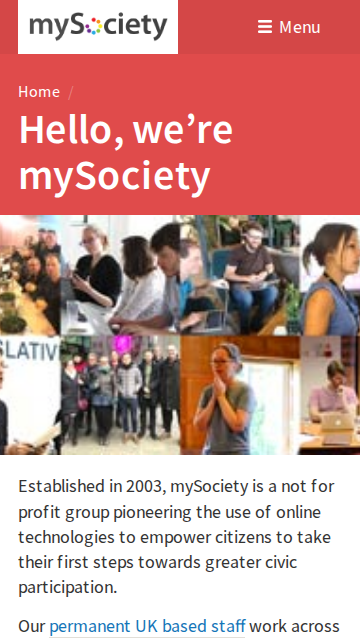 mySociety
Menu
Home /
Hello, we’re
mySociety
SLATIV
Established in 2003, mySociety is a not for
profit group pioneering the use of online
technologies to empower citizens to take
their first steps towards greater civic
participation.
Our permanent UK based staff work across